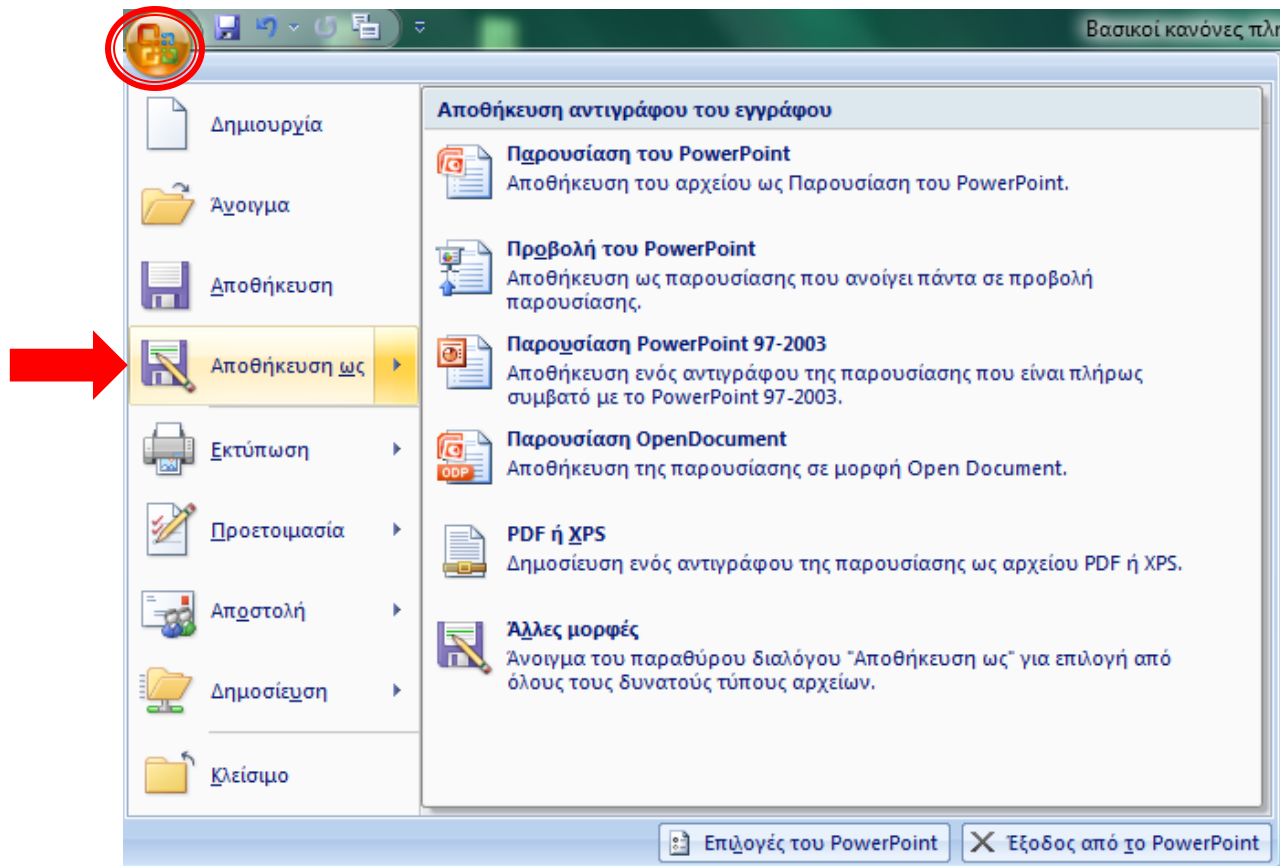 Βασικοί κανόνες πλη
Δημιουργία
Άνοιγμα
Αποθήκευση
Αποθήκευση ως
Εκτύπωση
Προετοιμασία
Αποστολή
Δημοσίευση
Κλείσιμο
Αποθήκευση αντιγράφου του εγγράφου
Παρουσίαση του PowerPoint
Αποθήκευση του αρχείου ως Παρουσίαση του PowerPoint.
Προβολή του PowerPoint
Αποθήκευση ως παρουσίασης που ανοίγει πάντα σε προβολή
παρουσίασης.
Παρουσίαση PowerPoint 97-2003
Αποθήκευση ενός αντιγράφου της παρουσίασης που είναι πλήρως
συμβατό με το PowerPoint 97-2003.
ODP
Παρουσίαση OpenDocument
Αποθήκευση της παρουσίασης σε μορφή Open Document.
PDF ή XPS
Δημοσίευση ενός αντιγράφου της παρουσίασης ως αρχείου PDF ή XPS.
Άλλες μορφές
Άνοιγμα του παραθύρου διαλόγου "Αποθήκευση ως" για επιλογή από
όλους τους δυνατούς τύπους αρχείων.
Επιλογές του PowerPoint
Έξοδος από το PowerPoint